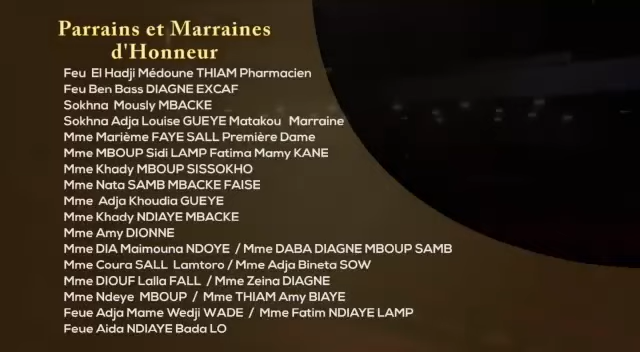 Parrains et Marraines
d'Honneur
Feu El Hadji Médoune THIAM Pharmacien
Feu Ben Bass DIAGNE EXCAF
Sokhna Mously MBACKE
Sokhna Adja Louise GUEYE Matakou Marraine
Mme Marième FAYE SALL Première Dame
Mme MBOUP Sidi LAMP Fatima Mamy KANE
Mme Khady MBOUP SISSOKHO
Mme Nata SAMB MBACKE FAISE
Mme Adja Khoudia GUEYE
Mme Khady NDIAYE MBACKE
Mme Amy DIONNE
Mme DIA Maimouna NDOYE / Mme DABA DIAGNE MBOUP SAMB
Mme Coura SALL Lamtoro / Mme Adja Bineta SOW
Mme DIOUF Lalla FALL / Mme Zeina DIAGNE
Mme Ndeye MBOUP / Mme THIAM Amy BIAYE
Feue Adja Mame Wedji WADE / Mme Fatim NDIAYE LAMP
Feue Aida NDIAYE Bada LO